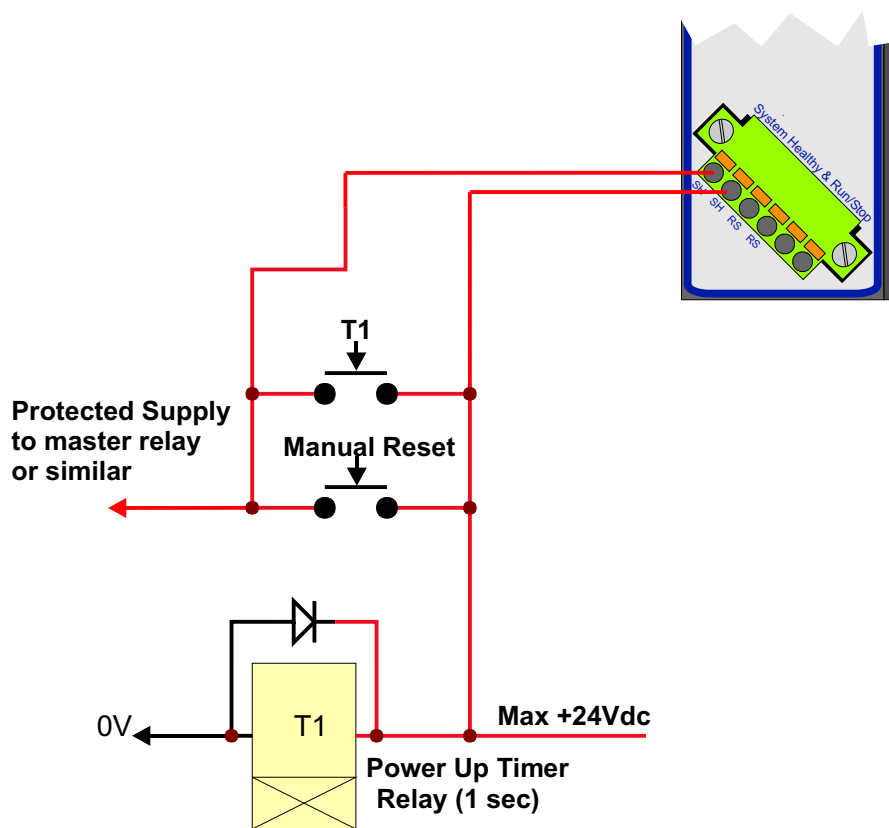 System Healthy & Run/Stop
SH
SH
RS
RS
T1
Protected Supply
to master relay
or similar
Manual Reset
0V
T1
Max +24Vdc
Power Up Timer
Relay (1 sec)